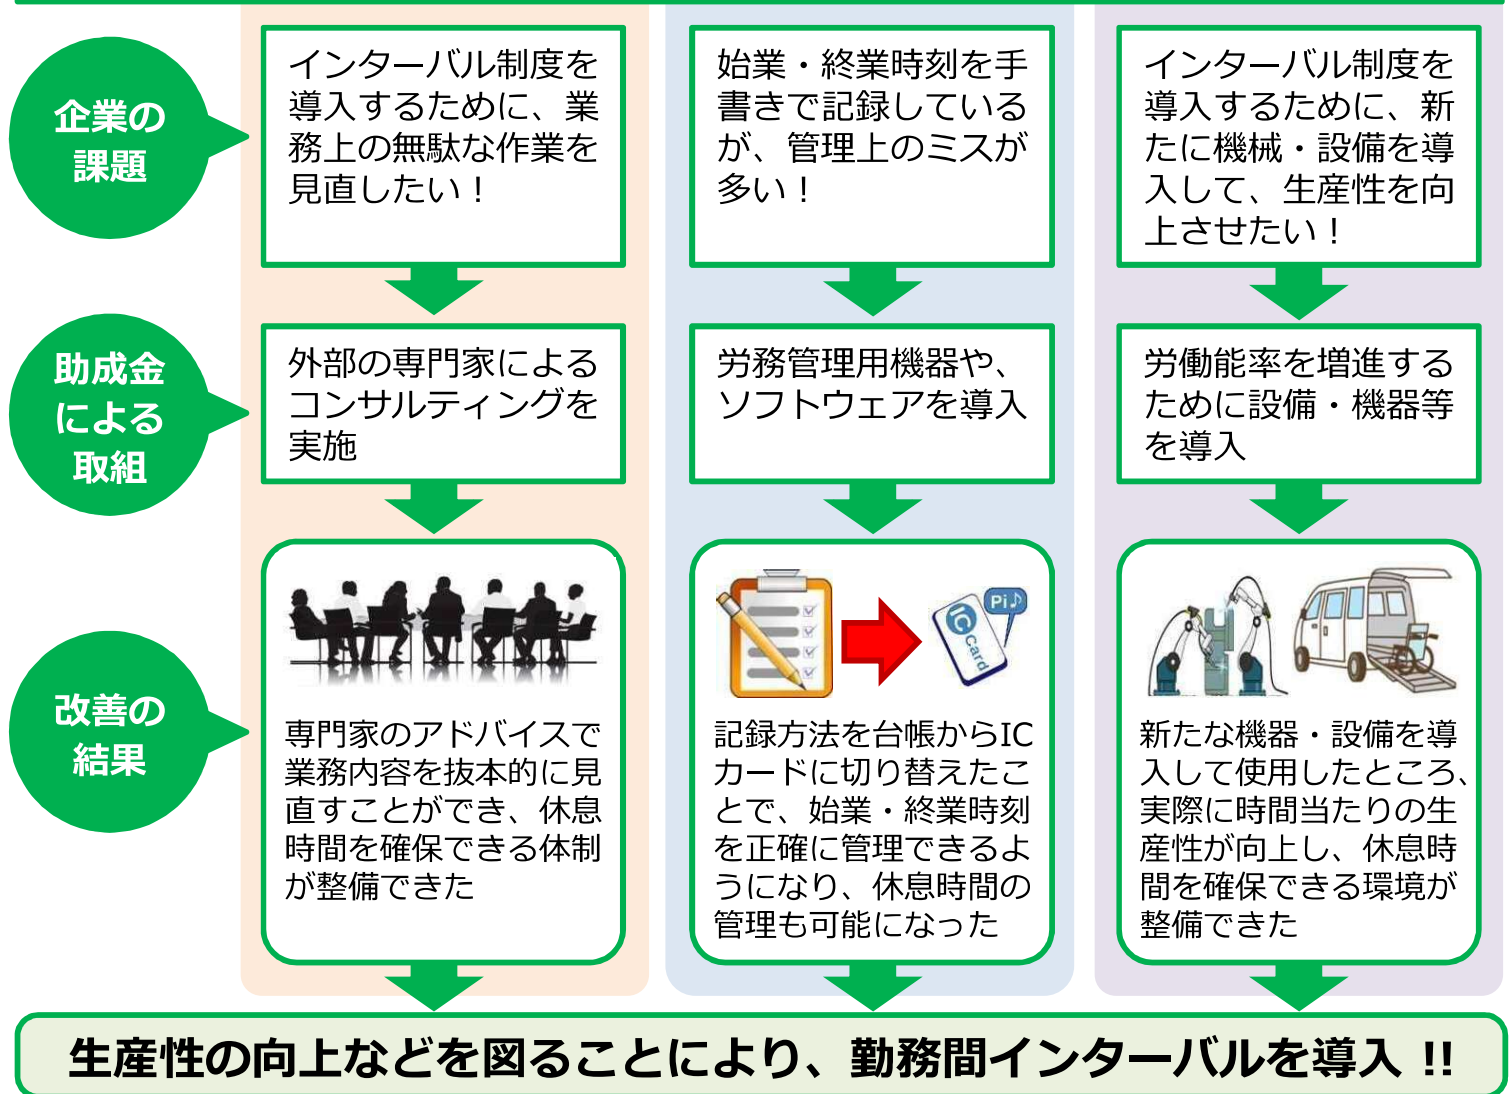 企業の
課題
インターバル制度を
導入するために、業
務上の無駄な作業を
見直したい！
始業・終業時刻を手
書きで記録している
が、管理上のミスが
多い！
インターバル制度を
導入するために、新
たに機械・設備を導
入して、生産性を向
上させたい！
助成金
による
取組
外部の専門家による
コンサルティングを
実施
労務管理用機器や、
ソフトウェアを導入
労働能率を増進する
ために設備・機器等
を導入
改善の
結果
専門家のアドバイスで
業務内容を抜本的に見
直すことができ、休息
時間を確保できる体制
が整備できた
Pi♪
IC
Card
記録方法を台帳からIC
カードに切り替えたこ
とで、始業・終業時刻
を正確に管理できるよ
うになり、休息時間の
管理も可能になった
新たな機器・設備を導
入して使用したところ、
実際に時間当たりの生
産性が向上し、休息時
間を確保できる環境が
整備できた
生産性の向上などを図ることにより、勤務間インターバルを導入 !!